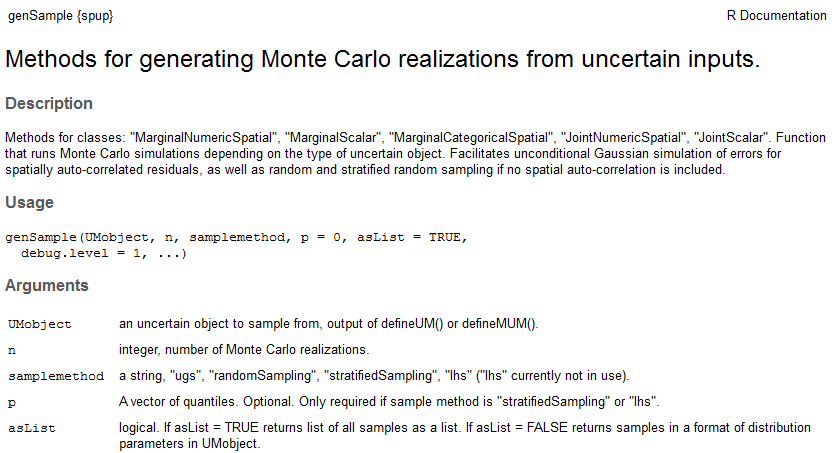 genSample {spup}
R Documentation
Methods for generating Monte Carlo realizations from uncertain inputs.
Description
Methods for classes: "MarginalNumericSpatial", "MarginalScalar", "MarginalCategoricalSpatial", "JointNumericSpatial", "JointScalar". Function
that runs Monte Carlo simulations depending on the type of uncertain object. Facilitates unconditional Gaussian simulation of errors for
spatially auto-correlated residuals, as well as random and stratified random sampling if no spatial auto-correlation is included.
Usage
genSample(UMobject, n, samplemethod, p = 0, asList = TRUE,
  debug.level = 1, ...)
Arguments
UMobject an uncertain object to sample from, output of defineUM() or defineMUM().
n integer, number of Monte Carlo realizations.
samplemethod a string, "ugs", "randomSampling", "stratifiedSampling", "lhs" ("lhs" currently not in use).
p A vector of quantiles. Optional. Only required if sample method is "stratifiedSampling" or "lhs".
asList logical. If asList = TRUE returns list of all samples as a list. If asList = FALSE returns samples in a format of distribution
parameters in UMobject.